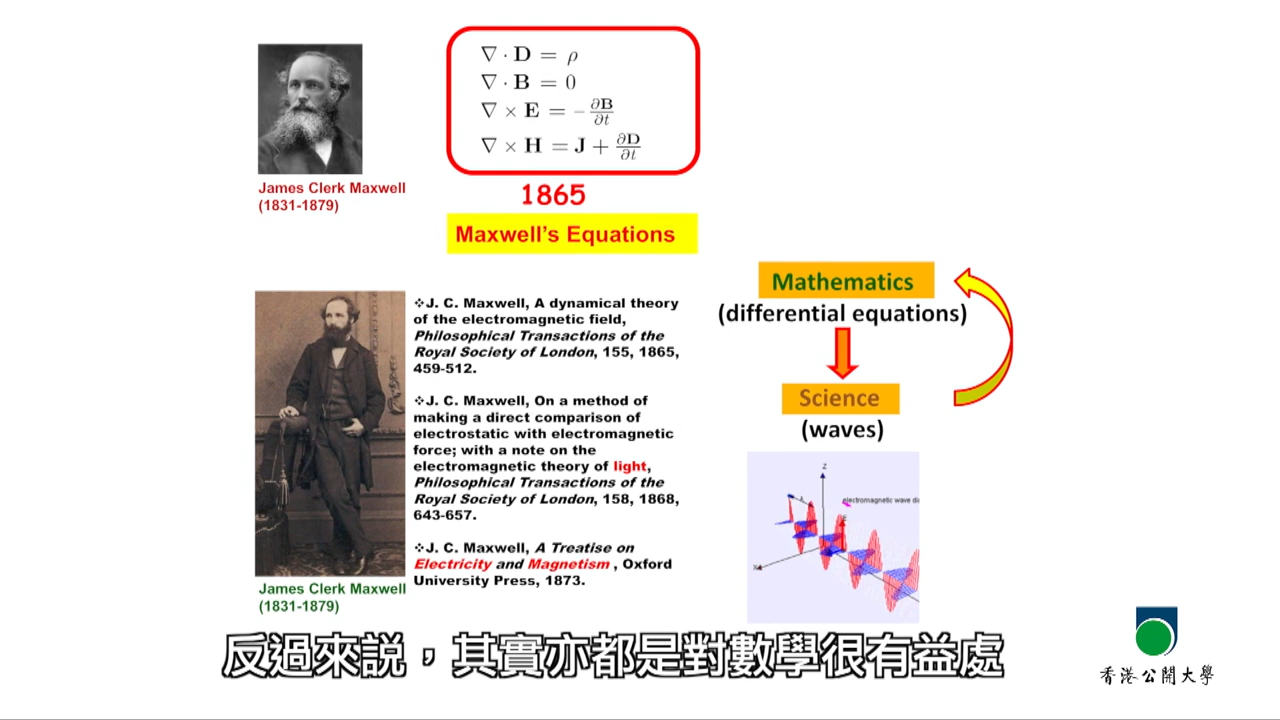 ∇ · D = ρ
∇ · B = 0
∇ × E = – ∂B/∂t
∇ × H = J + ∂D/∂t
James Clerk Maxwell
(1831-1879)
1865
Maxwell's Equations
❖J. C. Maxwell, A dynamical theory
of the electromagnetic field,
Philosophical Transactions of the
Royal Society of London, 155, 1865,
459-512.
❖J. C. Maxwell, On a method of
making a direct comparison of
electrostatic with electromagnetic
force; with a note on the
electromagnetic theory of light,
Philosophical Transactions of the
Royal Society of London, 158, 1868,
643-657.
❖J. C. Maxwell, A Treatise on
Electricity and Magnetism , Oxford
University Press, 1873.
James Clerk Maxwell
(1831-1879)
Mathematics
(differential equations)
Science
(waves)
Z
electromagnetic wave di
X
反過來説，其實亦都是對數學很有益處
香港公開大學